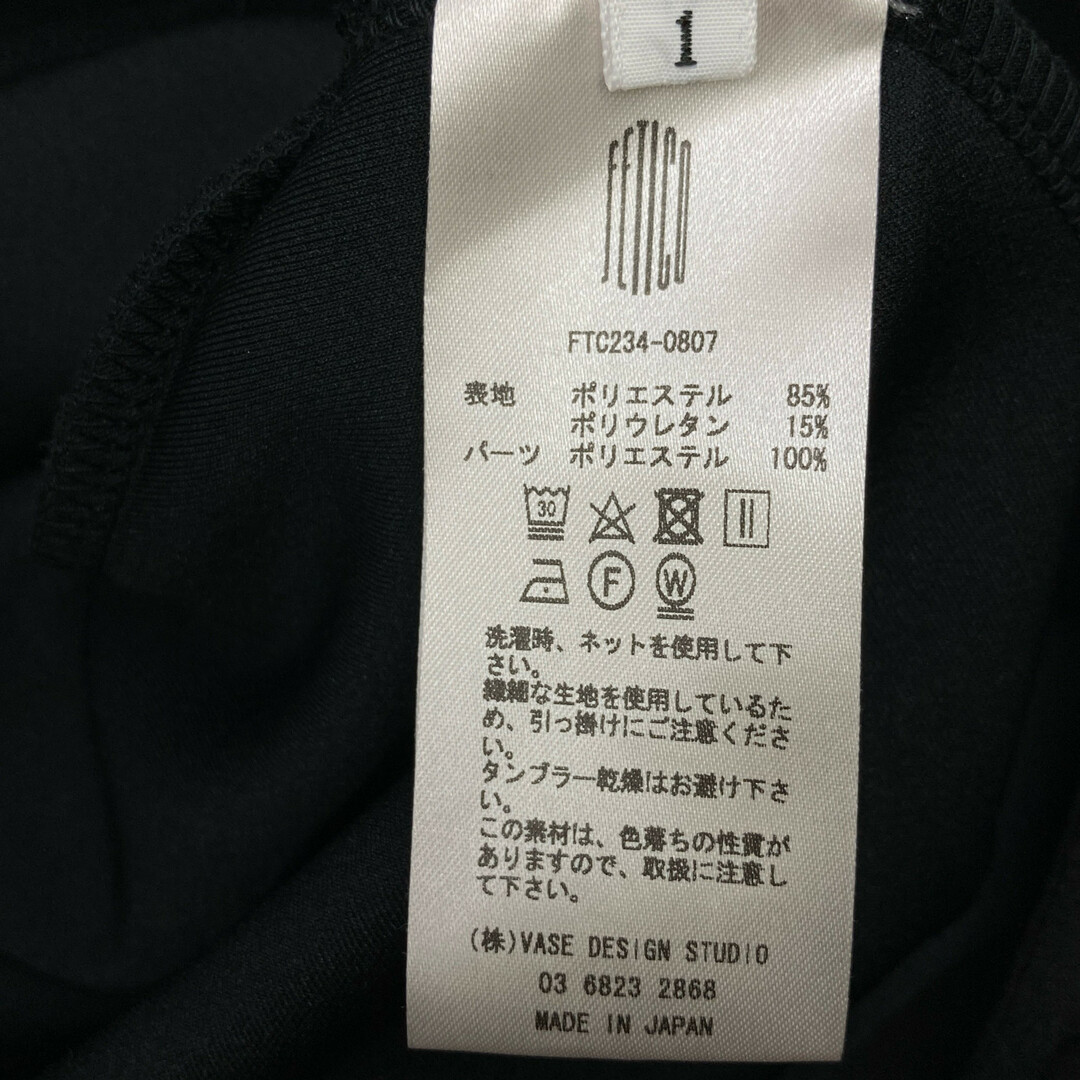 1
FETICO
FTC234-0807
表地 ポリエステル 85%
ポリウレタン 15%
パーツ ポリエステル 100%
30
F W
洗濯時、ネットを使用して下
さい。
繊細な生地を使用しているた
め、引っ掛けにご注意くださ
い。
タンブラー乾燥はお避け下さ
い。
この素材は、色落ちの性質が
ありますので、取扱に注意し
て下さい。
(株)VASE DESIGN STUDIO
03 6823 2868
MADE IN JAPAN